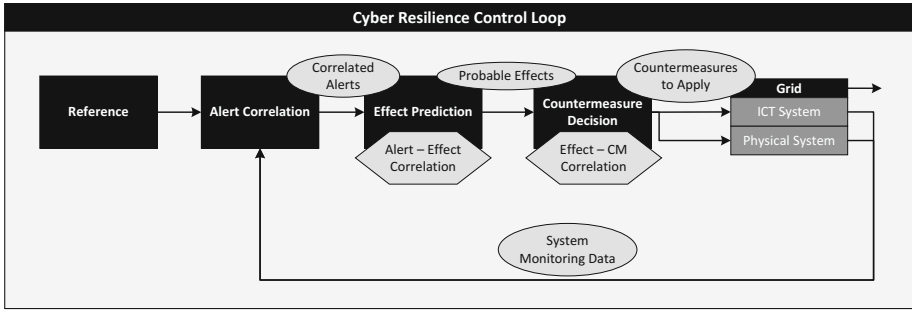 Cyber Resilience Control Loop
Correlated
Alerts
Probable Effects
Countermeasures
to Apply
Reference
Alert Correlation
Effect Prediction
Countermeasure
Decision
Grid
ICT System
Physical System
Alert – Effect
Correlation
Effect – CM
Correlation
System
Monitoring Data